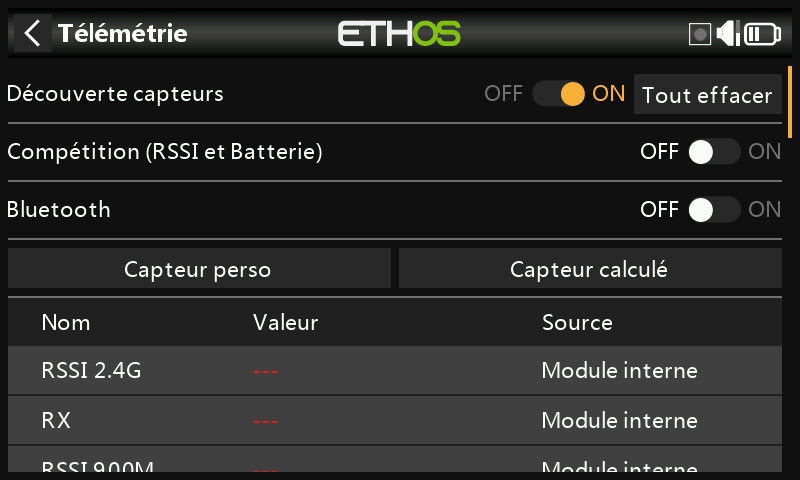 Télémétrie ETHOS
Découverte capteurs OFF ON Tout effacer
Compétition (RSSI et Batterie) OFF ON
Bluetooth OFF ON
Capteur perso Capteur calculé
Nom Valeur Source
RSSI 2.4G --- Module interne
RX --- Module interne
RSSI 900M --- Module interne